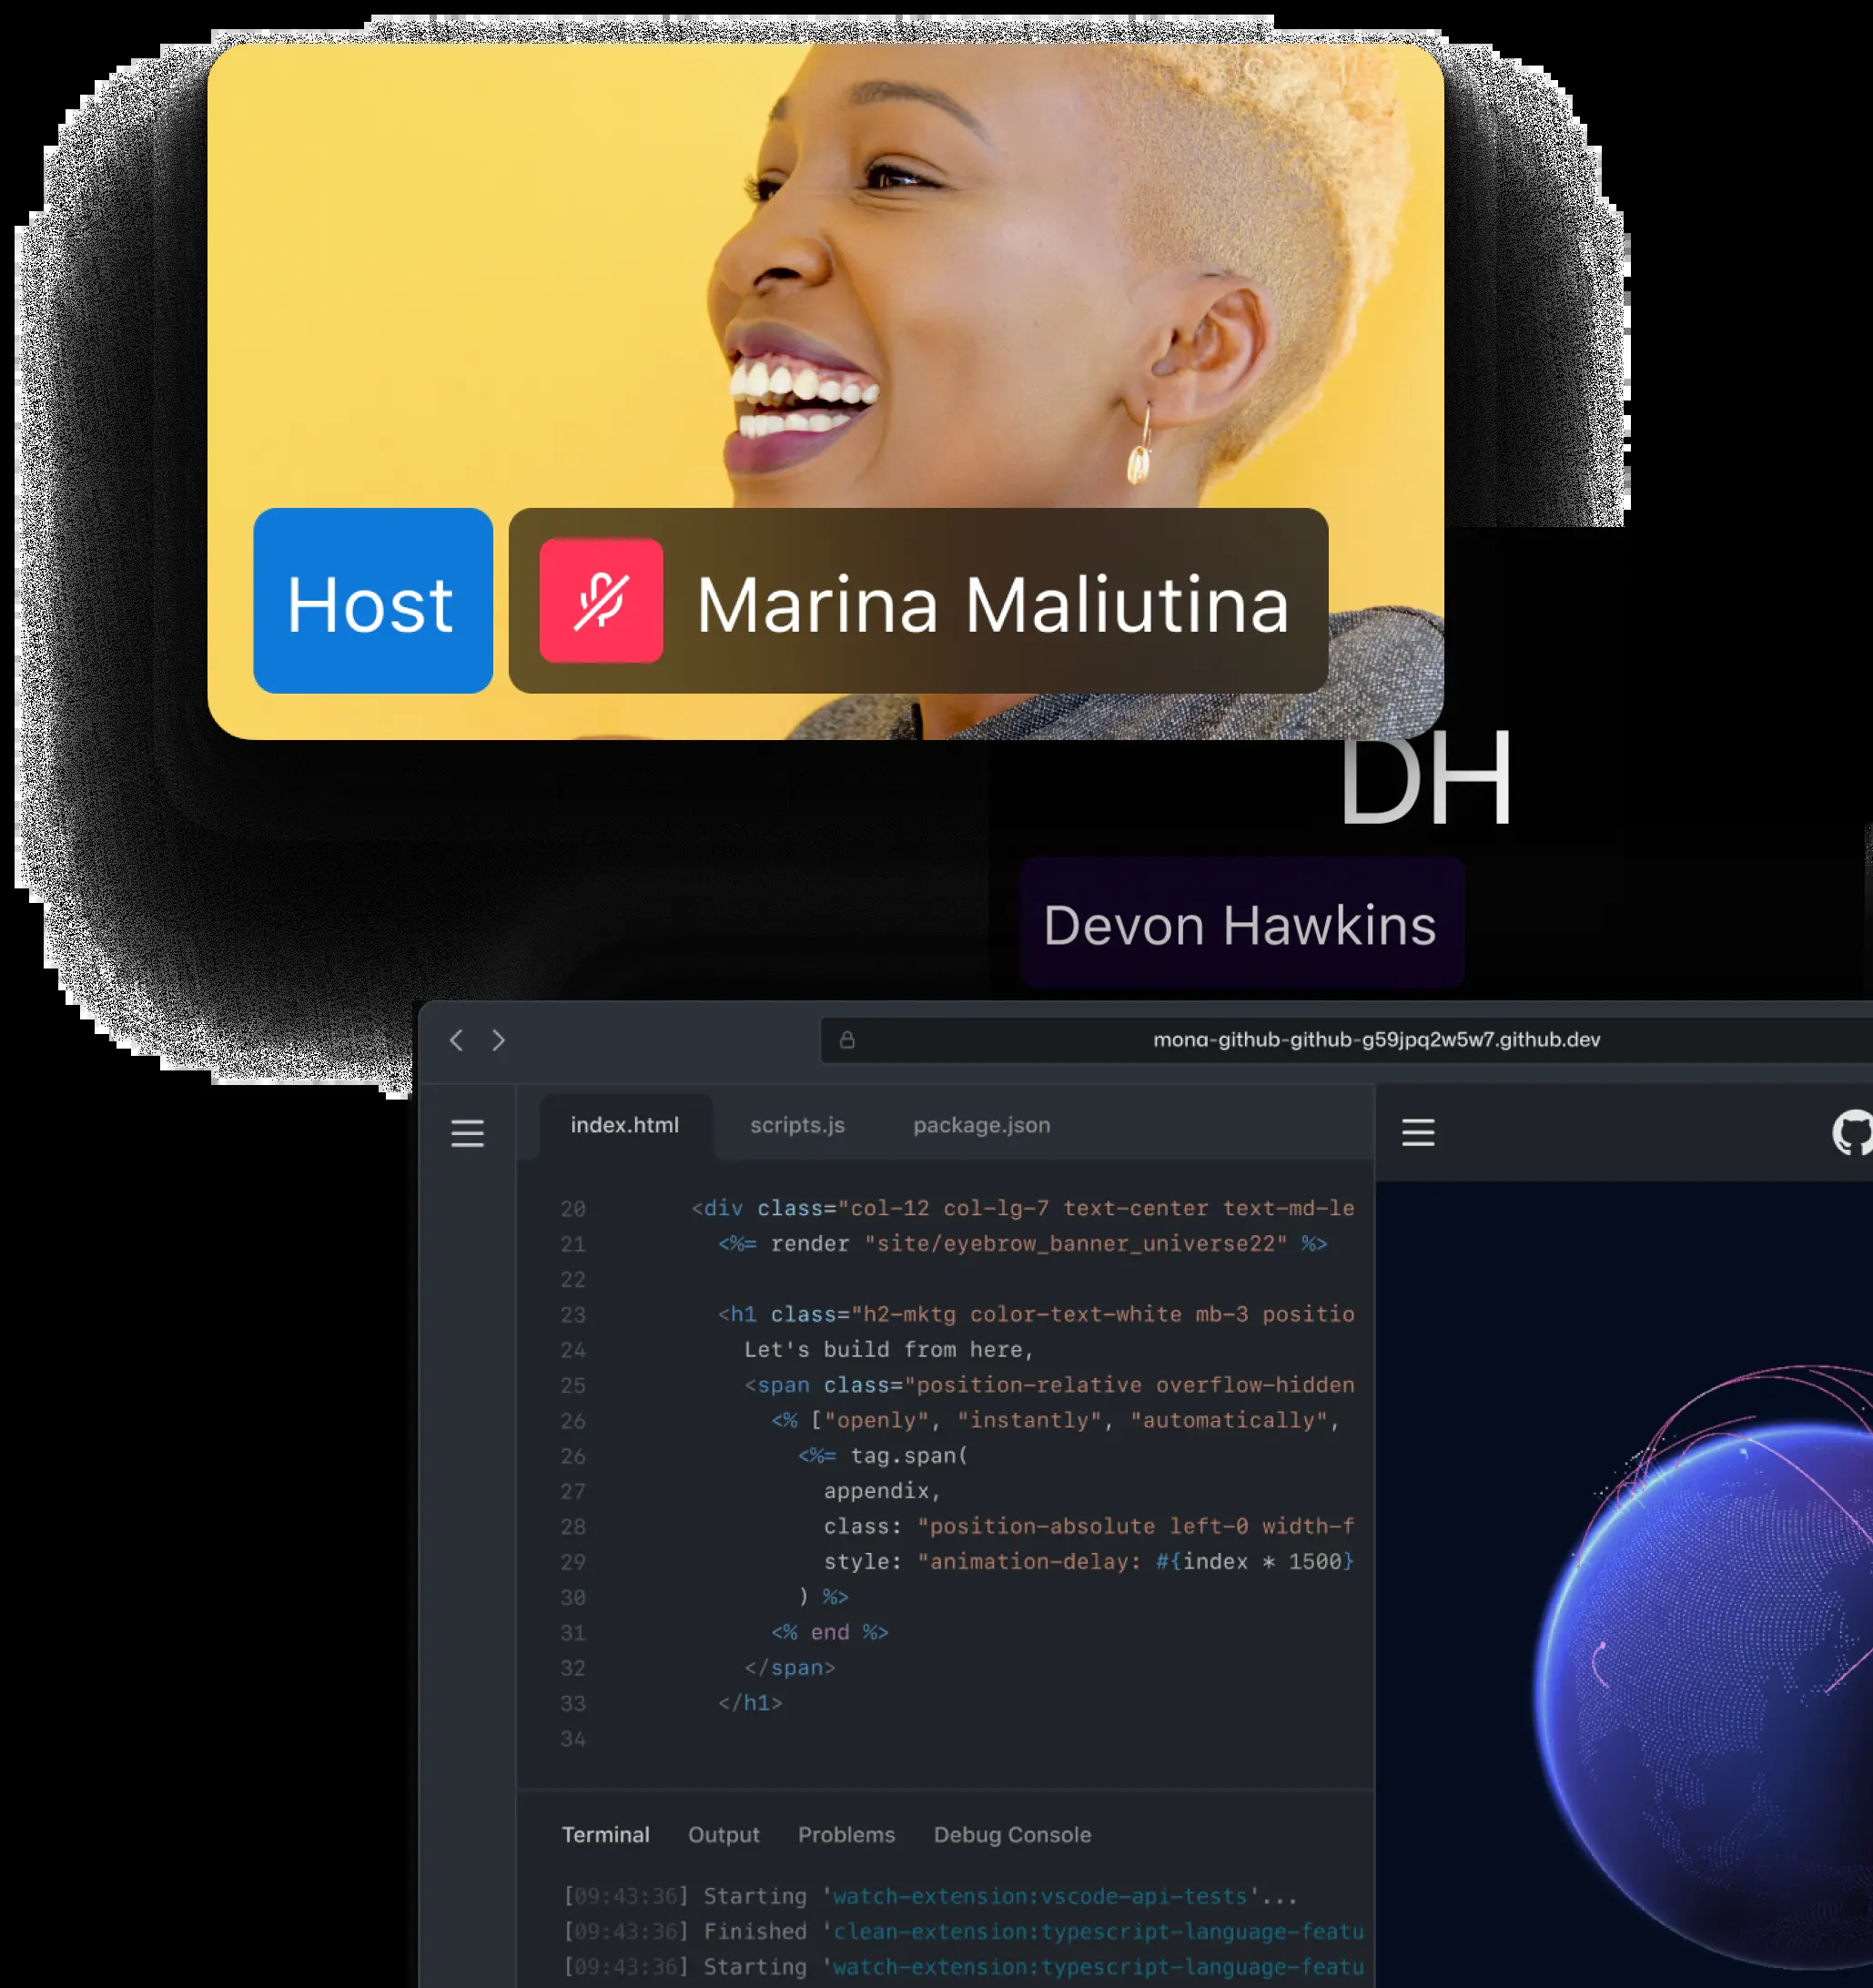 Host
Marina Maliutina
DH
Devon Hawkins
mona-github-github-g59jpq2w5w7.github.dev
index.html scripts.js package.json
20 <div class="col-12 col-lg-7 text-center text-md-le
21 <%= render "site/eyebrow_banner_universe22" %>
22
23 <h1 class="h2-mktg color-text-white mb-3 positio
24 Let's build from here,
25 <span class="position-relative overflow-hidden
26 <% ["openly", "instantly", "automatically",
26 <%= tag.span(
27 appendix,
28 class: "position-absolute left-0 width-f
29 style: "animation-delay: #{index * 1500}
30 ) %>
31 <% end %>
32 </span>
33 </h1>
34
Terminal Output Problems Debug Console
[09:43:36] Starting 'watch-extension:vscode-api-tests'...
[09:43:36] Finished 'clean-extension:typescript-language-featu
[09:43:36] Starting 'watch-extension:typescript-language-featu